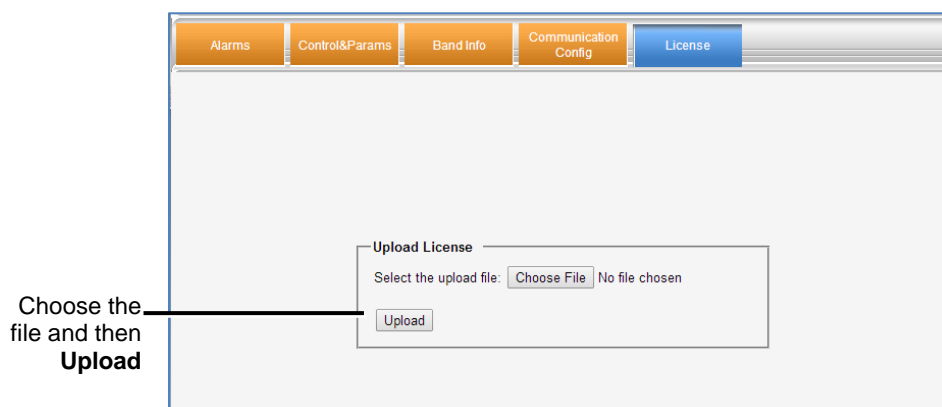 Alarms
Control&Params
Band Info
Communication
Config
License
Upload License
Select the upload file: Choose File No file chosen
Upload
Choose the
file and then
Upload